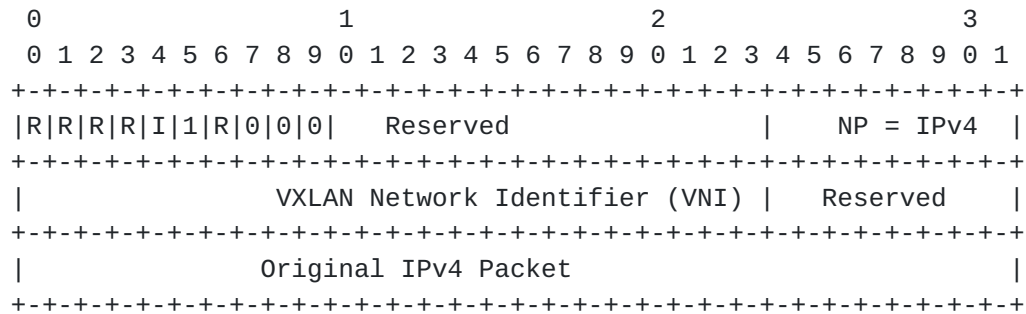 0                   1                   2                   3
 0 1 2 3 4 5 6 7 8 9 0 1 2 3 4 5 6 7 8 9 0 1 2 3 4 5 6 7 8 9 0 1
+-+-+-+-+-+-+-+-+-+-+-+-+-+-+-+-+-+-+-+-+-+-+-+-+-+-+-+-+-+-+-+-+
|R|R|R|R|I|1|R|0|0|0|   Reserved                |    NP = IPv4  |
+-+-+-+-+-+-+-+-+-+-+-+-+-+-+-+-+-+-+-+-+-+-+-+-+-+-+-+-+-+-+-+-+
|                VXLAN Network Identifier (VNI) |   Reserved    |
+-+-+-+-+-+-+-+-+-+-+-+-+-+-+-+-+-+-+-+-+-+-+-+-+-+-+-+-+-+-+-+-+
|               Original IPv4 Packet                            |
+-+-+-+-+-+-+-+-+-+-+-+-+-+-+-+-+-+-+-+-+-+-+-+-+-+-+-+-+-+-+-+-+